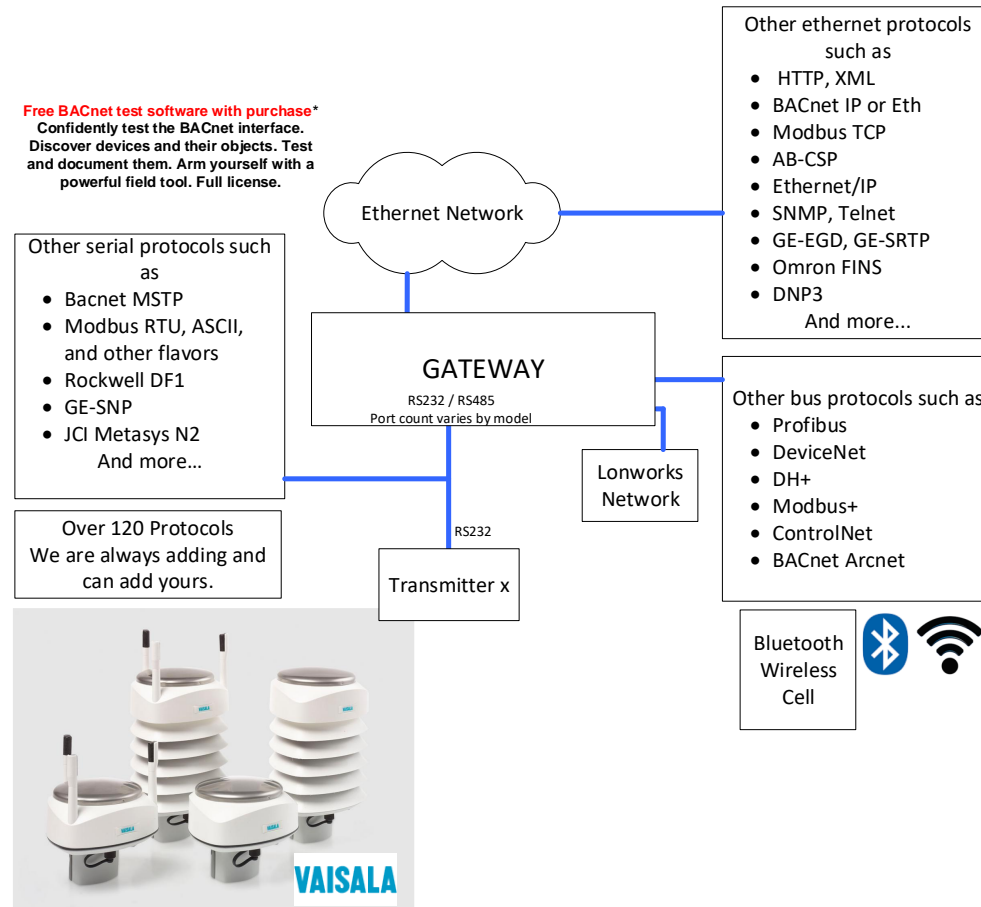 Free BACnet test software with purchase*
Confidently test the BACnet interface.
Discover devices and their objects. Test
and document them. Arm yourself with a
powerful field tool. Full license.
Other ethernet protocols
such as
• HTTP, XML
• BACnet IP or Eth
• Modbus TCP
• AB-CSP
• Ethernet/IP
• SNMP, Telnet
• GE-EGD, GE-SRTP
• Omron FINS
• DNP3
And more...
Ethernet Network
Other serial protocols such
as
• Bacnet MSTP
• Modbus RTU, ASCII,
and other flavors
• Rockwell DF1
• GE-SNP
• JCI Metasys N2
And more...
GATEWAY
RS232 / RS485
Port count varies by model
Other bus protocols such as
• Profibus
• DeviceNet
• DH+
• Modbus+
• ControlNet
• BACnet Arcnet
Lonworks
Network
Over 120 Protocols
We are always adding and
can add yours.
RS232
Transmitter x
Bluetooth
Wireless
Cell
VAISALA
VAISALA
VAISALA
VAISALA
VAISALA